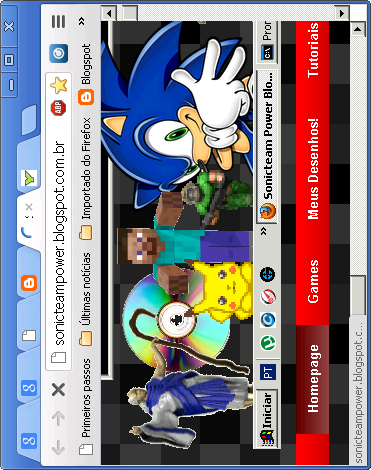 sonicteampower.blogspot.com.br
Primeiros passos
Últimas notícias
Importado do Firefox
Blogspot
»
ABP
Iniciar
PT
»
Sonicteam Power Blo...
Homepage
Games
Meus Desenhos!
Tutoriais
sonicteampower.blogspot.c...